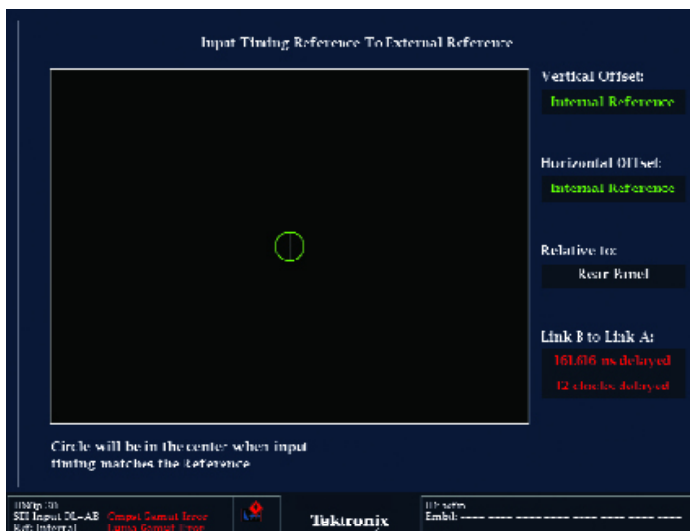 Input Timing Reference To External Reference
Vertical Offset:
Internal Reference
Horizontal Offset:
Internal Reference
Relative to:
Rear Panel
Link B to Link A:
161.616 ns delayed
12 clocks delayed
Circle will be in the center when input
timing matches the Reference
SDI Input DL-AB Cmpst Gamut Error
Ref: Internal Luma Gamut Error
Tektronix
Embd: ---- ---- ---- ---- ---- ---- ---- ----